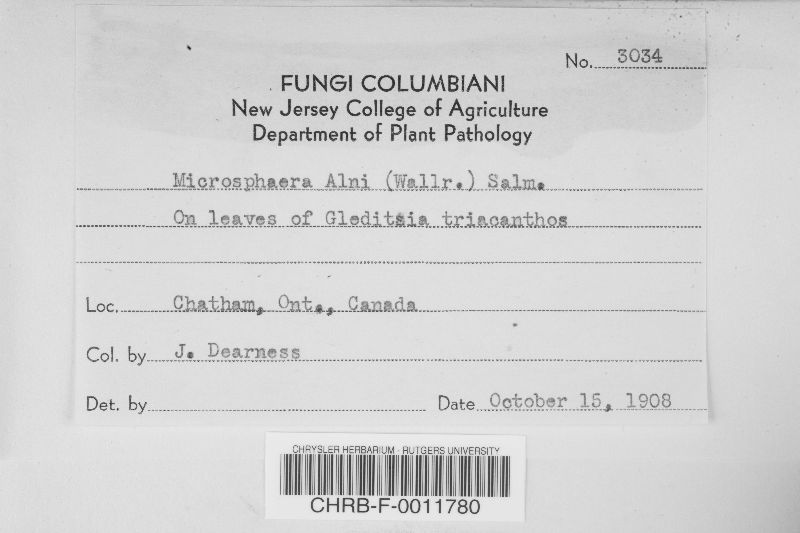 No. 3034
FUNGI COLUMBIANI
New Jersey College of Agriculture
Department of Plant Pathology
Microsphaera Alni (Wallr.) Salm.
On leaves of Gleditsia triacanthos
Loc. Chatham, Ont., Canada
Col. by J. Dearness
Det. by
Date October 15, 1908
CHRYSLER HERBARIUM - RUTGERS UNIVERSITY
CHRB-F-0011780